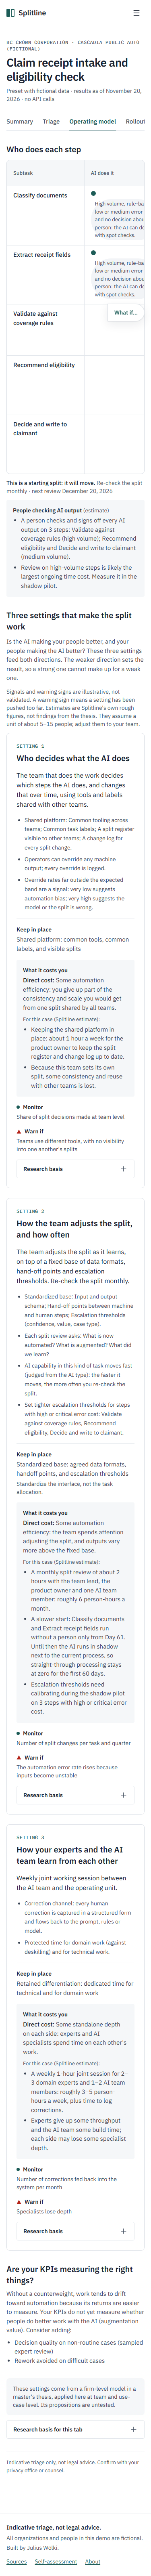 Splitline
BC CROWN CORPORATION · CASCADIA PUBLIC AUTO
(FICTIONAL)
Claim receipt intake and
eligibility check
Preset with fictional data · results as of November 20,
2026 · no API calls
Summary Triage Operating model Rollout
Who does each step
Subtask AI does it
Classify documents
High volume, rule-ba
low or medium error
and no decision abou
person: the AI can do
with spot checks.
Extract receipt fields
High volume, rule-ba
low or medium error
and no decision abou
person: the AI can do
with spot checks.
What if…
Validate against
coverage rules
Recommend eligibility
Decide and write to
claimant
This is a starting split: it will move. Re-check the split
monthly · next review December 20, 2026
People checking AI output (estimate)
A person checks and signs off every AI
output on 3 steps: Validate against
coverage rules (high volume); Recommend
eligibility and Decide and write to claimant
(medium volume).
Review on high-volume steps is likely the
largest ongoing time cost. Measure it in the
shadow pilot.
Three settings that make the split
work
Is the AI making your people better, and your
people making the AI better? These three settings
feed both directions. The weaker direction sets the
result, so a strong one cannot make up for a weak
one.
Signals and warning signs are illustrative, not
validated. A warning sign means a setting has been
pushed too far. Estimates are Splitline's own rough
figures, not findings from the thesis. They assume a
unit of about 5–15 people; adjust them to your team.
SETTING 1
Who decides what the AI does
The team that does the work decides
which steps the AI does, and changes
that over time, using tools and labels
shared with other teams.
Shared platform: Common tooling across
teams; Common task labels; A split register
visible to other teams; A change log for
every split change.
Operators can override any machine
output; every override is logged.
Override rates far outside the expected
band are a signal: very low suggests
automation bias; very high suggests the
model or the split is wrong.
Keep in place
Shared platform: common tools, common
labels, and visible splits
What it costs you
Direct cost: Some automation
efficiency: you give up part of the
consistency and scale you would get
from one split shared by all teams.
For this case (Splitline estimate):
Keeping the shared platform in
place: about 1 hour a week for the
product owner to keep the split
register and change log up to date.
Because this team sets its own
split, some consistency and reuse
with other teams is lost.
Monitor
Share of split decisions made at team level
Warn if
Teams use different tools, with no visibility
into one another's splits
Research basis
SETTING 2
How the team adjusts the split,
and how often
The team adjusts the split as it learns,
on top of a fixed base of data formats,
hand-off points and escalation
thresholds. Re-check the split monthly.
Standardized base: Input and output
schema; Hand-off points between machine
and human steps; Escalation thresholds
(confidence, value, case type).
Each split review asks: What is now
automated? What is augmented? What did
we learn?
AI capability in this kind of task moves fast
(judged from the AI type): the faster it
moves, the more often you re-check the
split.
Set tighter escalation thresholds for steps
with high or critical error cost: Validate
against coverage rules, Recommend
eligibility, Decide and write to claimant.
Keep in place
Standardized base: agreed data formats,
handoff points, and escalation thresholds
Standardize the interface, not the task
allocation.
What it costs you
Direct cost: Some automation
efficiency: the team spends attention
adjusting the split, and outputs vary
more above the fixed base.
For this case (Splitline estimate):
A monthly split review of about 2
hours with the team lead, the
product owner and one AI team
member: roughly 6 person-hours a
month.
A slower start: Classify documents
and Extract receipt fields run
without a person only from Day 61.
Until then the AI runs in shadow
next to the current process, so
straight-through processing stays
at zero for the first 60 days.
Escalation thresholds need
calibrating during the shadow pilot
on 3 steps with high or critical error
cost.
Monitor
Number of split changes per task and quarter
Warn if
The automation error rate rises because
inputs become unstable
Research basis
SETTING 3
How your experts and the AI
team learn from each other
Weekly joint working session between
the AI team and the operating unit.
Correction channel: every human
correction is captured in a structured form
and flows back to the prompt, rules or
model.
Protected time for domain work (against
deskilling) and for technical work.
Keep in place
Retained differentiation: dedicated time for
technical and for domain work
What it costs you
Direct cost: Some standalone depth
on each side: experts and AI
specialists spend time on each other's
work.
For this case (Splitline estimate):
A weekly 1-hour joint session for 2–
3 domain experts and 1–2 AI team
members: roughly 3–5 person-
hours a week, plus time to log
corrections.
Experts give up some throughput
and the AI team some build time;
each side may lose some specialist
depth.
Monitor
Number of corrections fed back into the
system per month
Warn if
Specialists lose depth
Research basis
Are your KPIs measuring the right
things?
Without a counterweight, work tends to drift
toward automation because its returns are easier
to measure. Your KPIs do not yet measure whether
people do better work with the AI (augmentation
value). Consider adding:
Decision quality on non-routine cases (sampled
expert review)
Rework avoided on difficult cases
These settings come from a firm-level model in a
master's thesis, applied here at team and use-
case level. Its propositions are untested.
Research basis for this tab
Indicative triage only, not legal advice. Confirm with your
privacy office or counsel.
Indicative triage, not legal advice.
All organizations and people in this demo are fictional.
Built by Julius Wölki.
Sources Self-assessment About